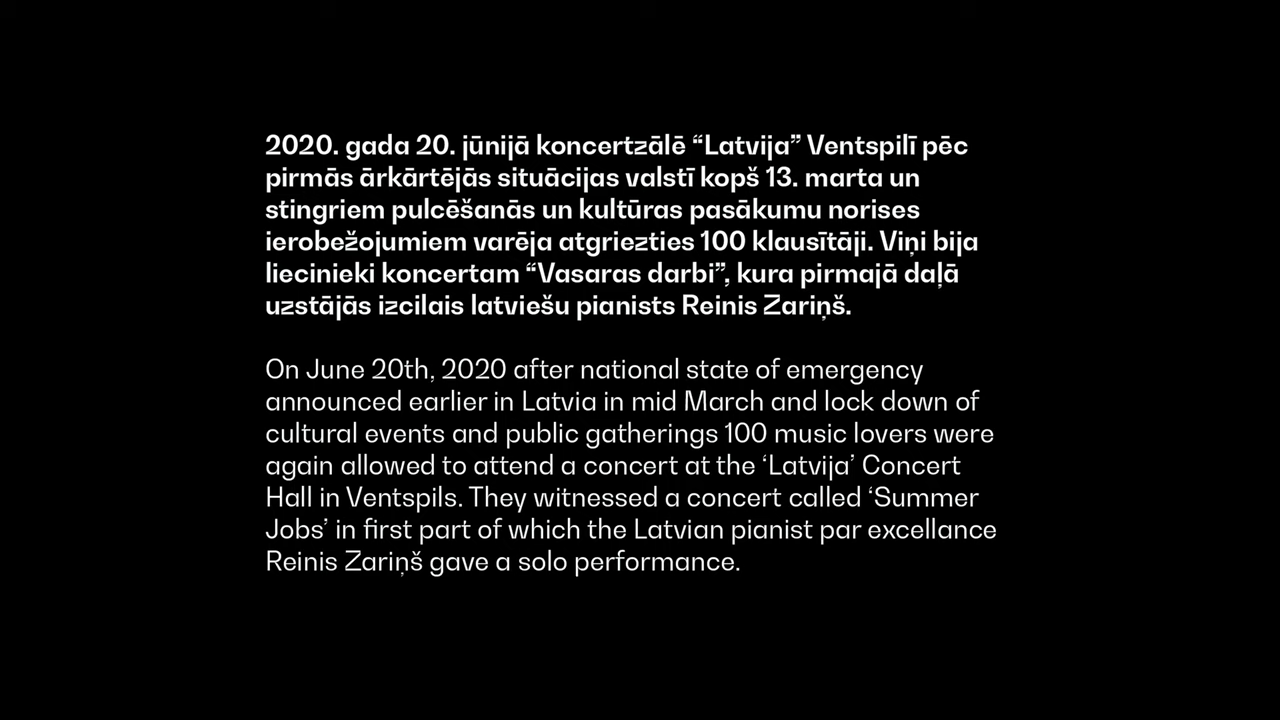 2020. gada 20. jūnijā koncertzālē “Latvija” Ventspilī pēc
pirmās ārkārtējās situācijas valstī kopš 13. marta un
stingriem pulcēšanās un kultūras pasākumu norises
ierobežojumiem varēja atgriezties 100 klausītāji. Viņi bija
liecinieki koncertam “Vasaras darbi”, kura pirmajā daļā
uzstājās izcilais latviešu pianists Reinis Zariņš.
On June 20th, 2020 after national state of emergency
announced earlier in Latvia in mid March and lock down of
cultural events and public gatherings 100 music lovers were
again allowed to attend a concert at the ‘Latvija’ Concert
Hall in Ventspils. They witnessed a concert called ‘Summer
Jobs’ in first part of which the Latvian pianist par excellance
Reinis Zariņš gave a solo performance.